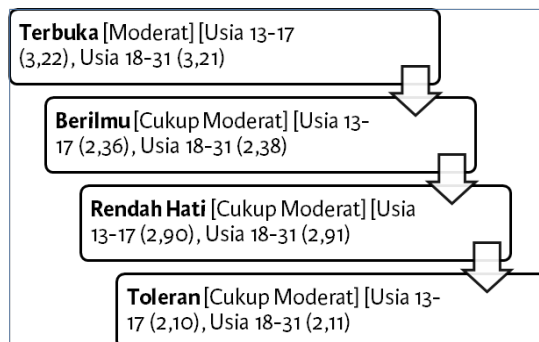 Terbuka [Moderat] [Usia 13-17
(3,22), Usia 18-31 (3,21)
Berilmu [Cukup Moderat] [Usia 13-
17 (2,36), Usia 18-31 (2,38)
Rendah Hati [Cukup Moderat] [Usia
13-17 (2,90), Usia 18-31 (2,91)
Toleran [Cukup Moderat] [Usia 13-
17 (2,10), Usia 18-31 (2,11)